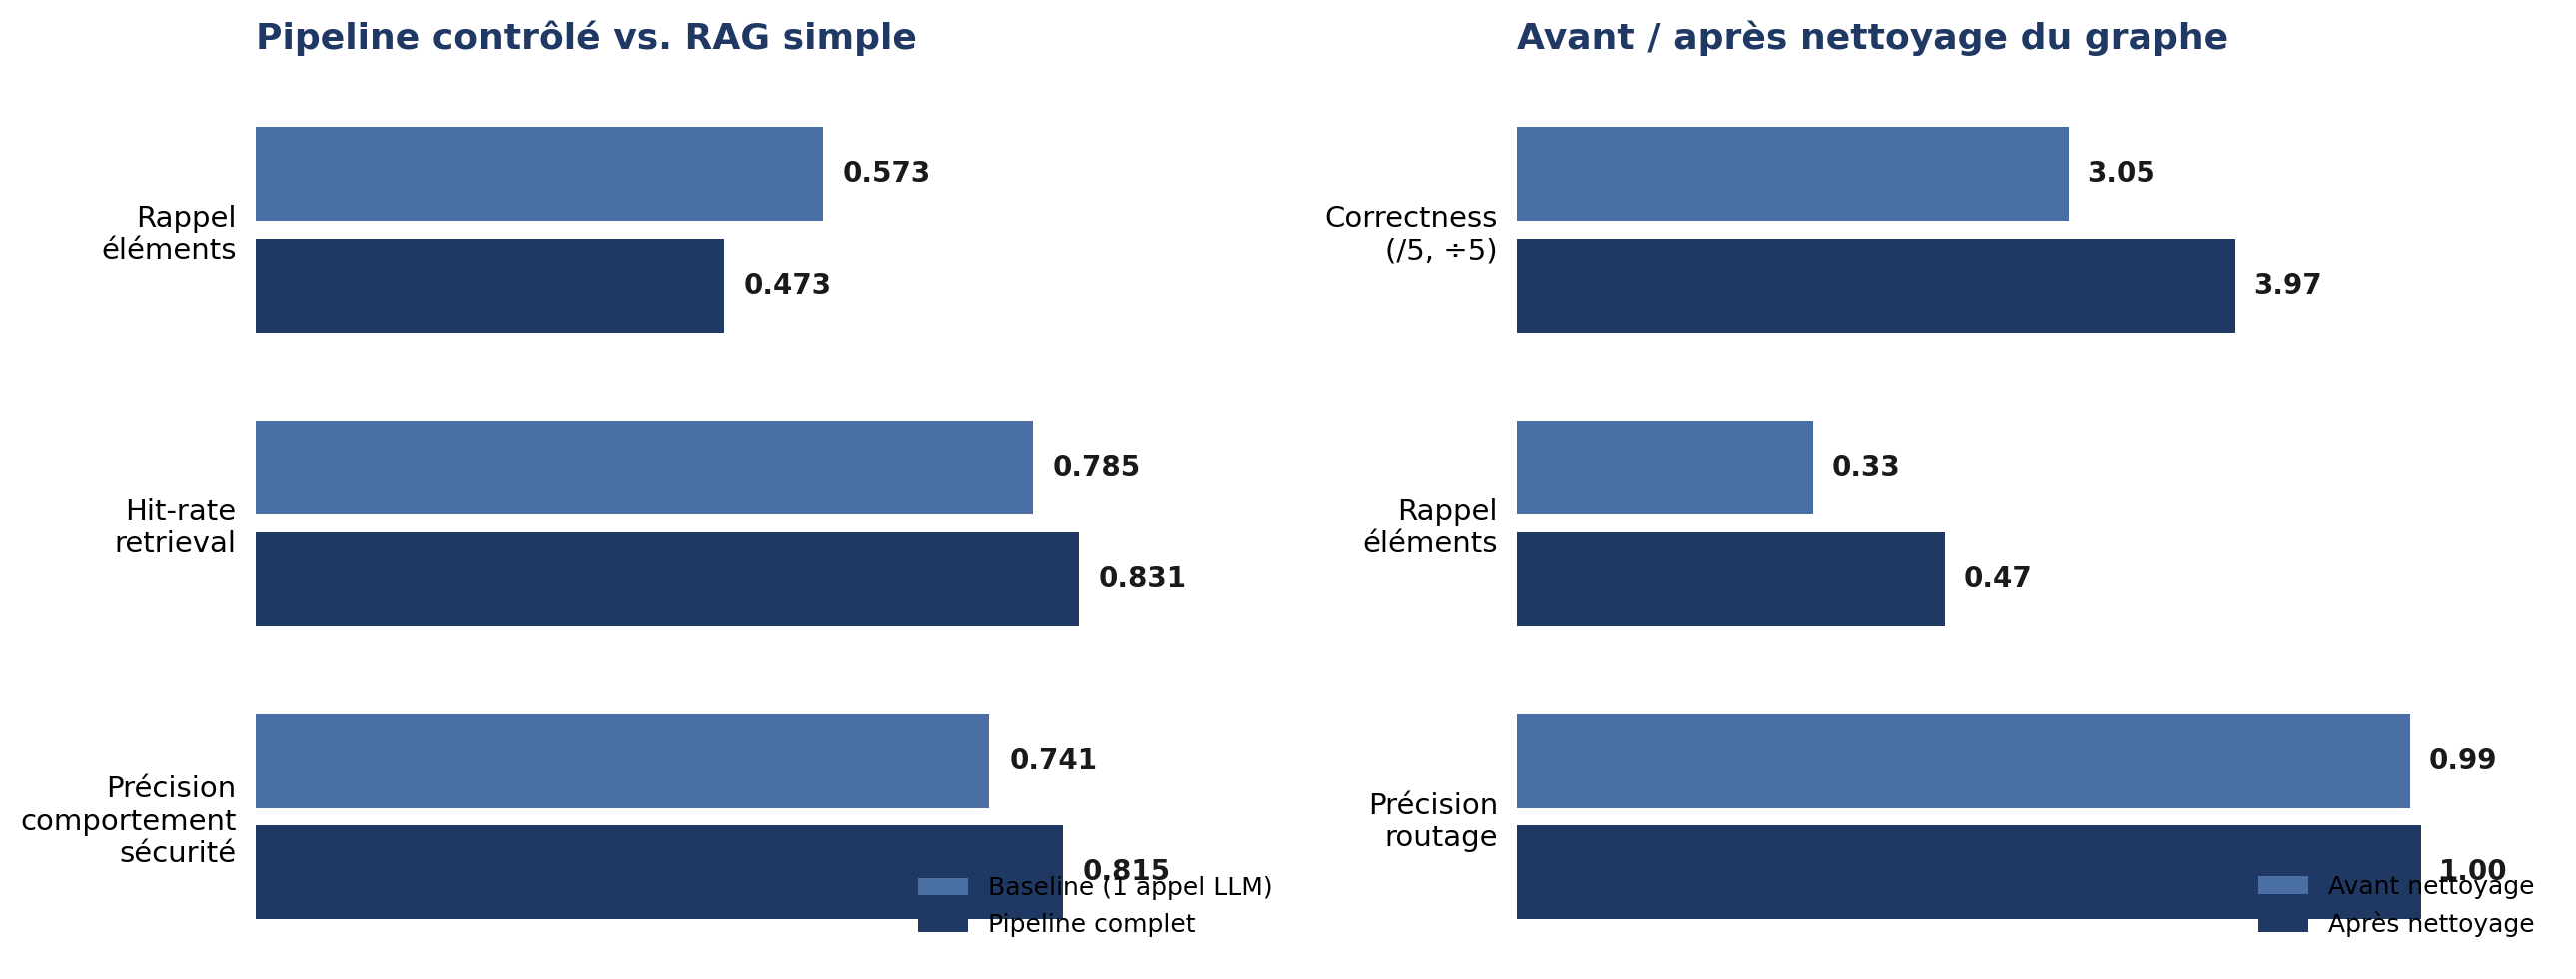 Pipeline contrôlé vs. RAG simple
Rappel
éléments
0.573
0.473
Hit-rate
retrieval
0.785
0.831
Précision
comportement
sécurité
0.741
0.815
Baseline (1 appel LLM)
Pipeline complet
Avant / après nettoyage du graphe
Correctness
(/5, ÷5)
3.05
3.97
Rappel
éléments
0.33
0.47
Précision
routage
0.99
1.00
Avant nettoyage
Après nettoyage